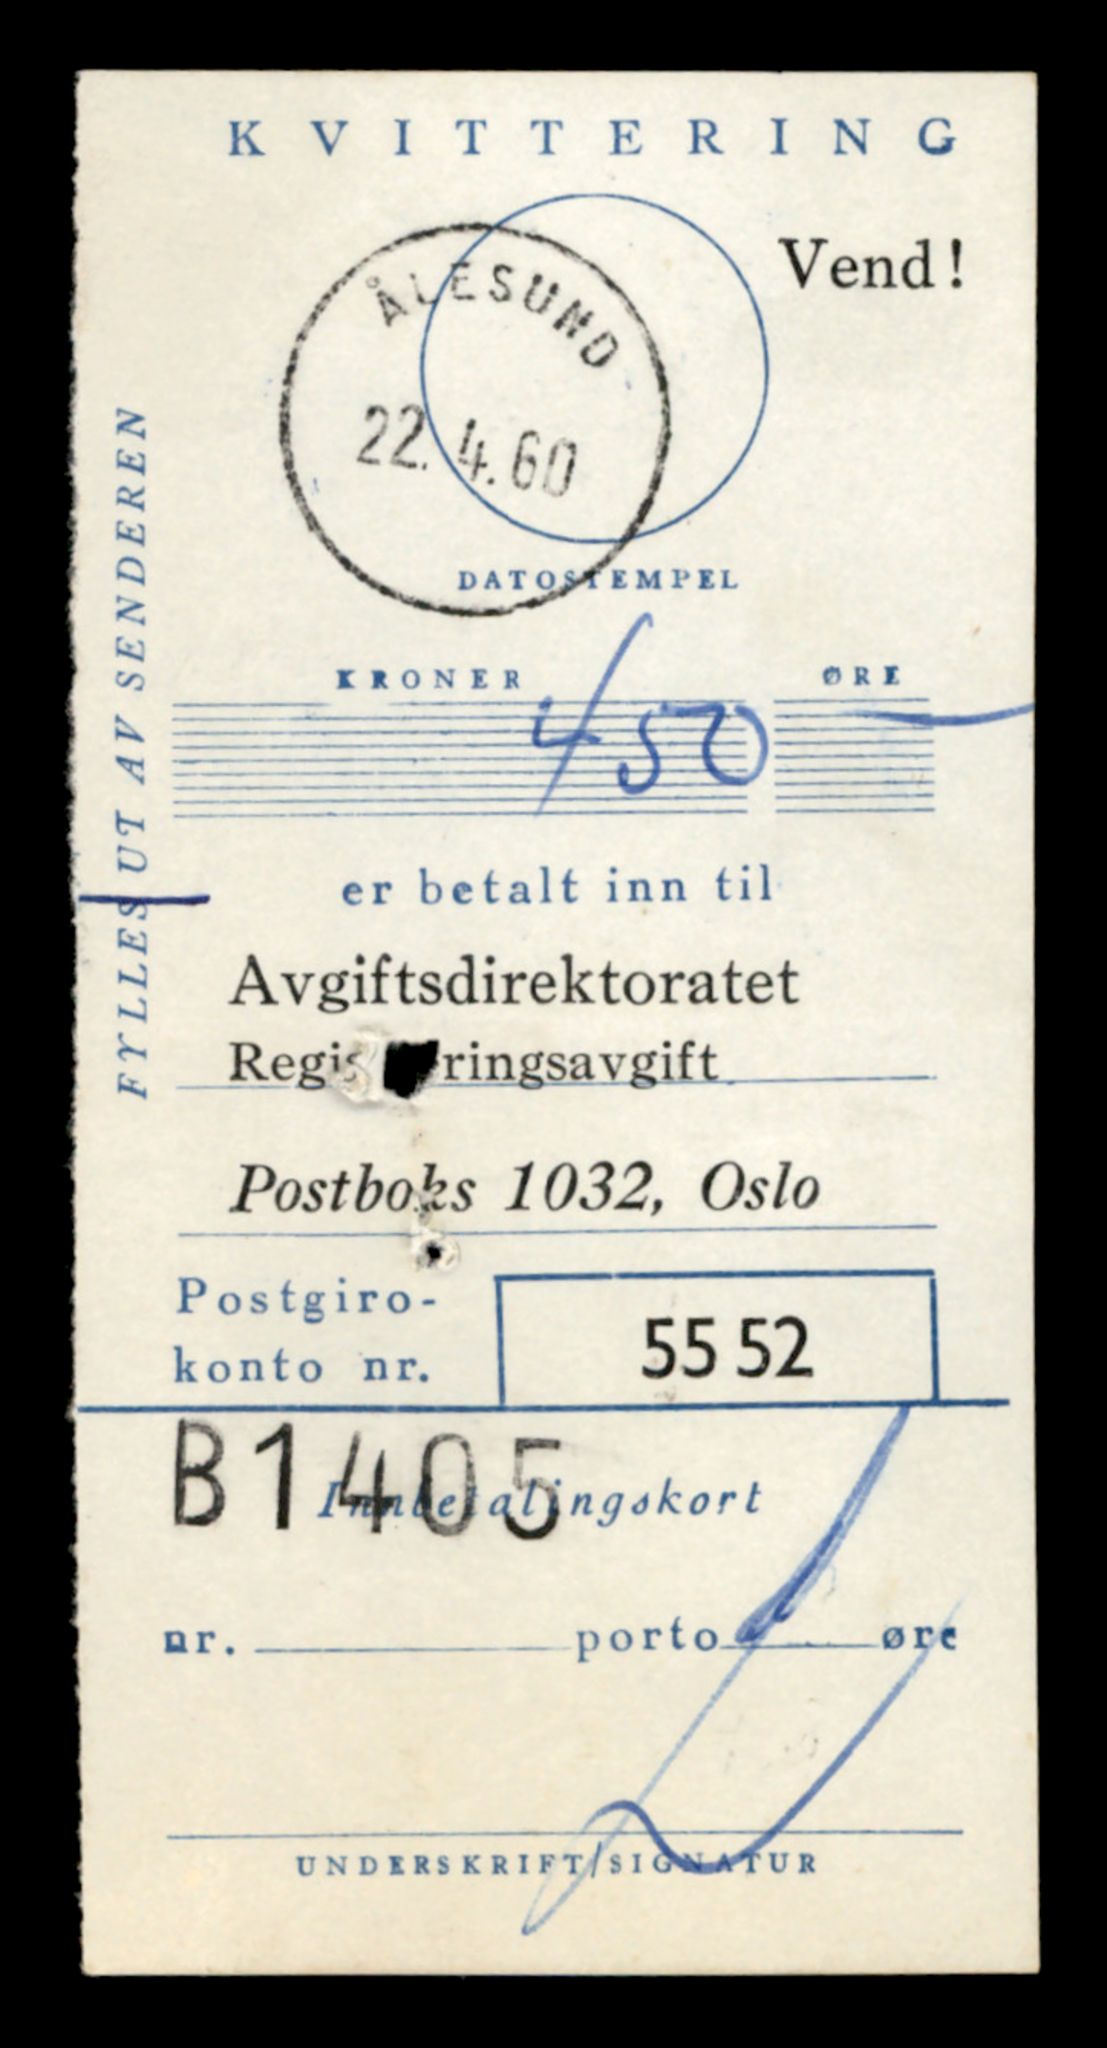 KVITTERING
Vend!
ÅLESUND
22.4.60
DATOSTEMPEL
KRONER ØRE
450
er betalt inn til
Avgiftsdirektoratet
Postboks 1032, Oslo
Postgiro-
konto nr.
55 52
B1405
Innbetalingskort
nr. porto øre
UNDERSKRIFT/SIGNATUR
FYLLES UT AV SENDEREN